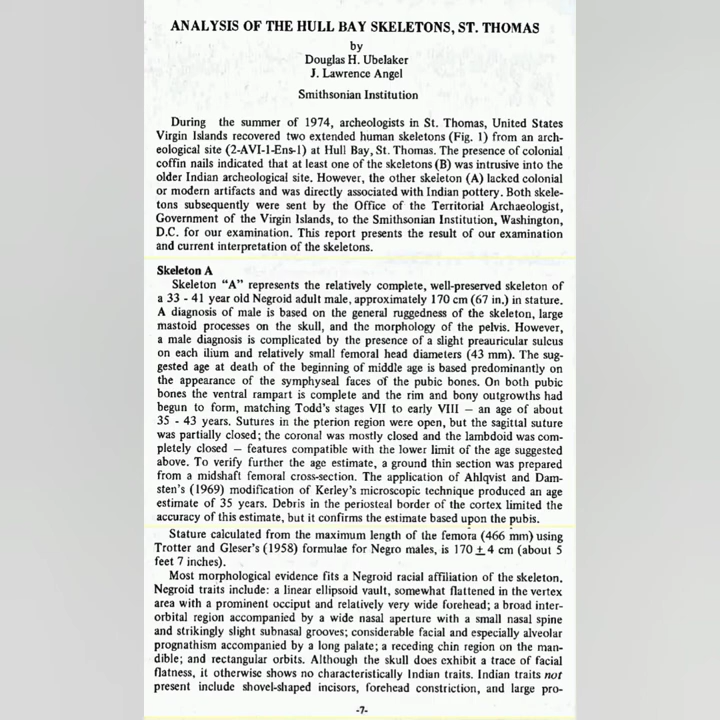 ANALYSIS OF THE HULL BAY SKELETONS, ST. THOMAS
by
Douglas H. Ubelaker
J. Lawrence Angel
Smithsonian Institution
During the summer of 1974, archeologists in St. Thomas, United States
Virgin Islands recovered two extended human skeletons (Fig. 1) from an arch-
eological site (2-AVI-1-Ens-1) at Hull Bay, St. Thomas. The presence of colonial
coffin nails indicated that at least one of the skeletons (B) was intrusive into the
older Indian archeological site. However, the other skeleton (A) lacked colonial
or modern artifacts and was directly associated with Indian pottery. Both skele-
tons subsequently were sent by the Office of the Territorial Archaeologist,
Government of the Virgin Islands, to the Smithsonian Institution, Washington,
D.C. for our examination. This report presents the result of our examination
and current interpretation of the skeletons.
Skeleton A
Skeleton “A” represents the relatively complete, well-preserved skeleton of
a 33 - 41 year old Negroid adult male, approximately 170 cm (67 in.) in stature.
A diagnosis of male is based on the general ruggedness of the skeleton, large
mastoid processes on the skull, and the morphology of the pelvis. However,
a male diagnosis is complicated by the presence of a slight preauricular sulcus
on each ilium and relatively small femoral head diameters (43 mm). The sug-
gested age at death of the beginning of middle age is based predominantly on
the appearance of the symphyseal faces of the pubic bones. On both pubic
bones the ventral rampart is complete and the rim and bony outgrowths had
begun to form, matching Todd's stages VII to early VIII – an age of about
35 - 43 years. Sutures in the pterion region were open, but the sagittal suture
was partially closed; the coronal was mostly closed and the lambdoid was com-
pletely closed – features compatible with the lower limit of the age suggested
above. To verify further the age estimate, a ground thin section was prepared
from a midshaft femoral cross-section. The application of Ahlqvist and Dam-
sten's (1969) modification of Kerley's microscopic technique produced an age
estimate of 35 years. Debris in the periosteal border of the cortex limited the
accuracy of this estimate, but it confirms the estimate based upon the pubis.
Stature calculated from the maximum length of the femora (466 mm) using
Trotter and Gleser's (1958) formulae for Negro males, is 170 ± 4 cm (about 5
feet 7 inches).
Most morphological evidence fits a Negroid racial affiliation of the skeleton.
Negroid traits include: a linear ellipsoid vault, somewhat flattened in the vertex
area with a prominent occiput and relatively very wide forehead; a broad inter-
orbital region accompanied by a wide nasal aperture with a small nasal spine
and strikingly slight subnasal grooves; considerable facial and especially alveolar
prognathism accompanied by a long palate; a receding chin region on the man-
dible; and rectangular orbits. Although the skull does exhibit a trace of facial
flatness, it otherwise shows no characteristically Indian traits. Indian traits not
present include shovel-shaped incisors, forehead constriction, and large pro-
-7-